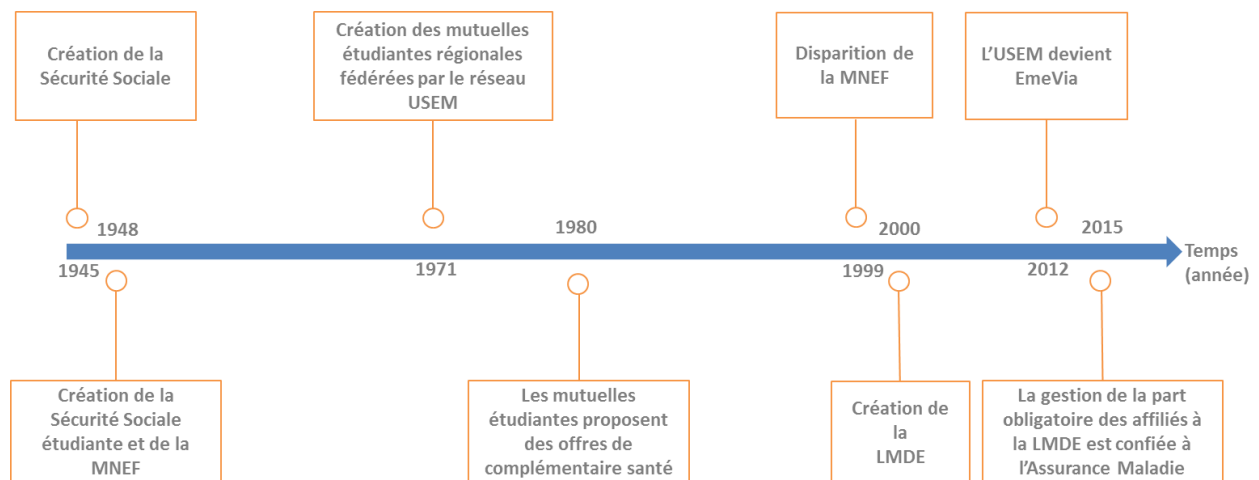 Création de la
Sécurité Sociale
Création des mutuelles
étudiantes régionales
fédérées par le réseau
USEM
Disparition de
la MNEF
L'USEM devient
EmeVia
1948
1980
2000
2015
Temps
(année)
1945
1971
1999
2012
Création de la
Sécurité Sociale
étudiante et de la
MNEF
Les mutuelles
étudiantes proposent
des offres de
complémentaire santé
Création de
la
LMDE
La gestion de la part
obligatoire des affiliés à
la LMDE est confiée à
l'Assurance Maladie